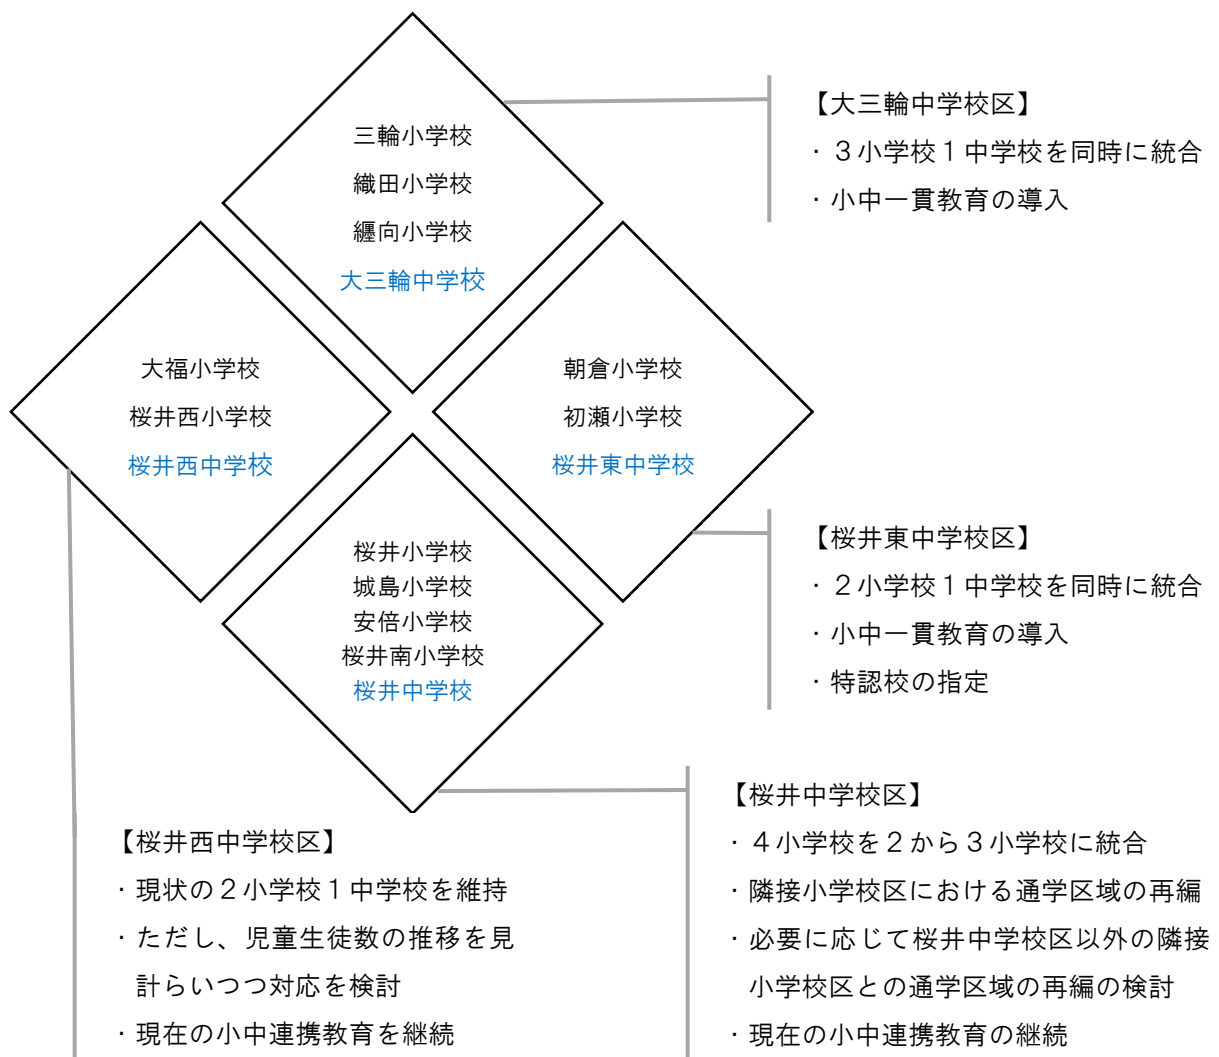 三輪小学校
織田小学校
纒向小学校
大三輪中学校
【大三輪中学校区】
・３小学校１中学校を同時に統合
・小中一貫教育の導入
大福小学校
桜井西小学校
桜井西中学校
朝倉小学校
初瀬小学校
桜井東中学校
桜井小学校
城島小学校
安倍小学校
桜井南小学校
桜井中学校
【桜井東中学校区】
・２小学校１中学校を同時に統合
・小中一貫教育の導入
・特認校の指定
【桜井西中学校区】
・現状の２小学校１中学校を維持
・ただし、児童生徒数の推移を見
計らいつつ対応を検討
・現在の小中連携教育を継続
【桜井中学校区】
・４小学校を２から３小学校に統合
・隣接小学校区における通学区域の再編
・必要に応じて桜井中学校区以外の隣接
小学校区との通学区域の再編の検討
・現在の小中連携教育の継続